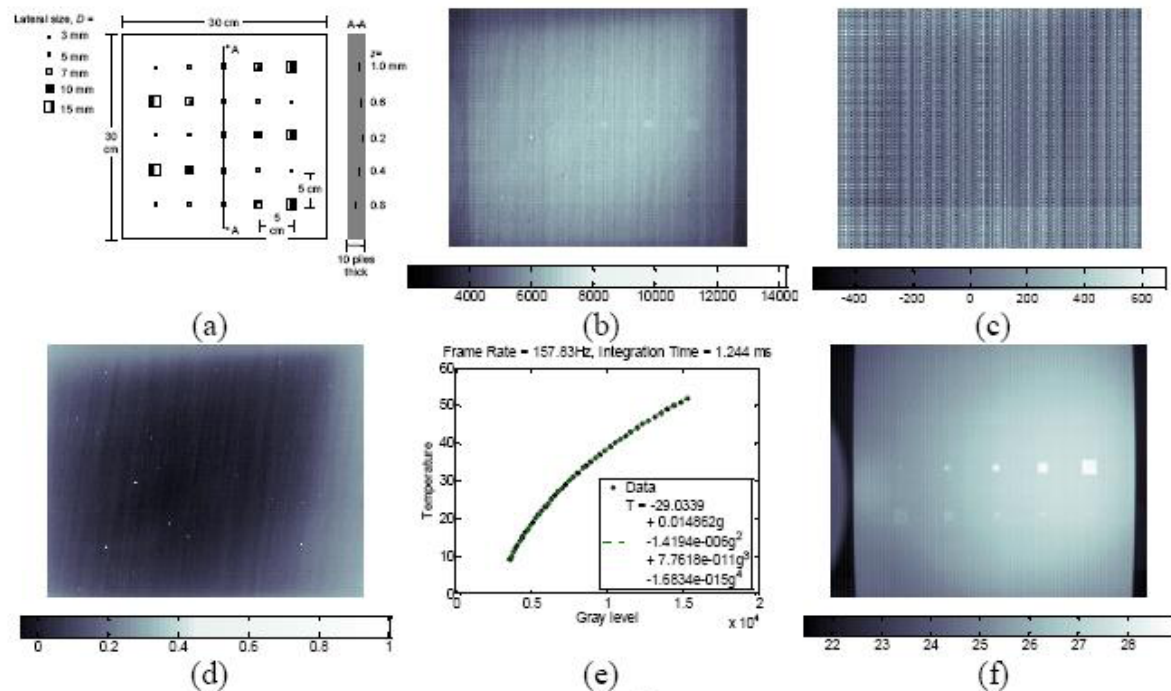 Lateral size, D =
3 mm
5 mm
7 mm
10 mm
15 mm
30 cm
A-A
A
z=
1.0 mm
0.6
0.2
0.4
0.8
30
cm
5 cm
5
cm
A
10 plies
thick
(a)
4000 6000 8000 10000 12000 14000
(b)
-400 -200 0 200 400 600
(c)
0 0.2 0.4 0.6 0.8 1
(d)
Frame Rate = 157.83Hz, Integration Time = 1.244 ms
60
50
40
30
20
10
0
Temperature
Data
T = -29.0339
+ 0.014862g
-1.4194e-006g²
+ 7.7618e-011g³
-1.6834e-015g⁴
0 0.5 1 1.5 2
Gray level
x 10⁴
(e)
22 23 24 25 26 27 28
(f)